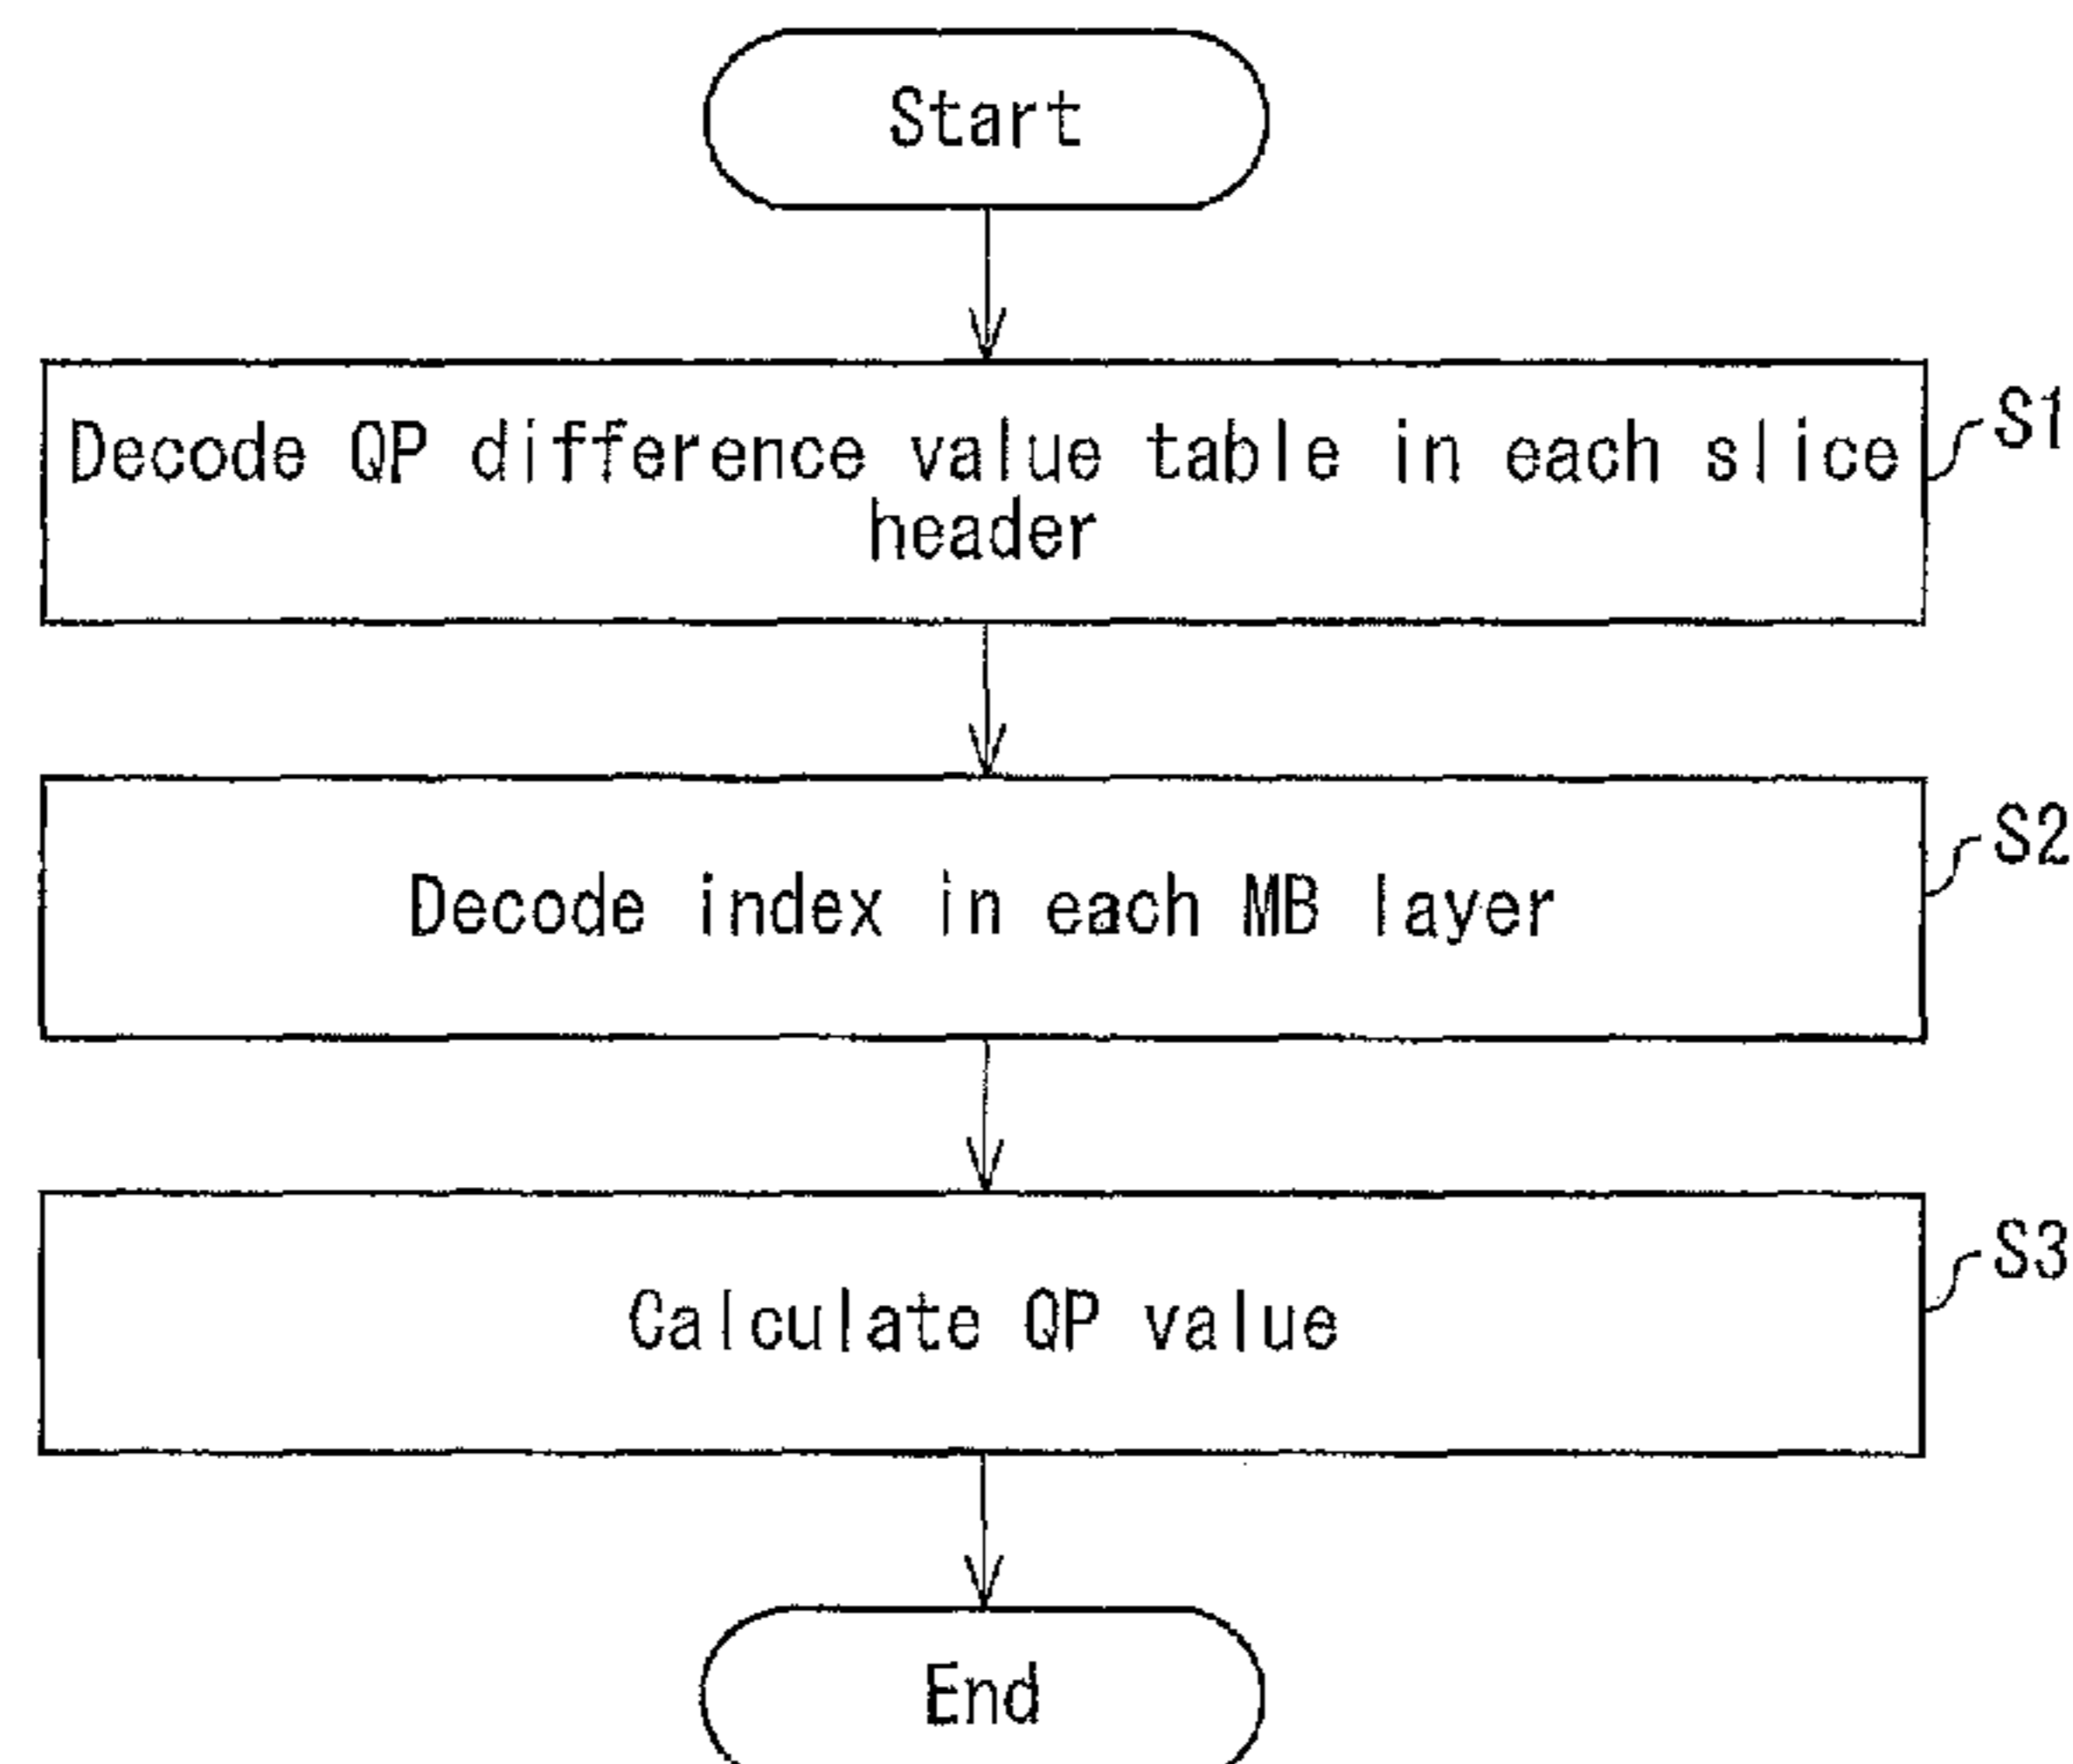 Start
Decode QP difference value table in each slice
header
S1
Decode index in each MB layer
S2
Calculate QP value
S3
End